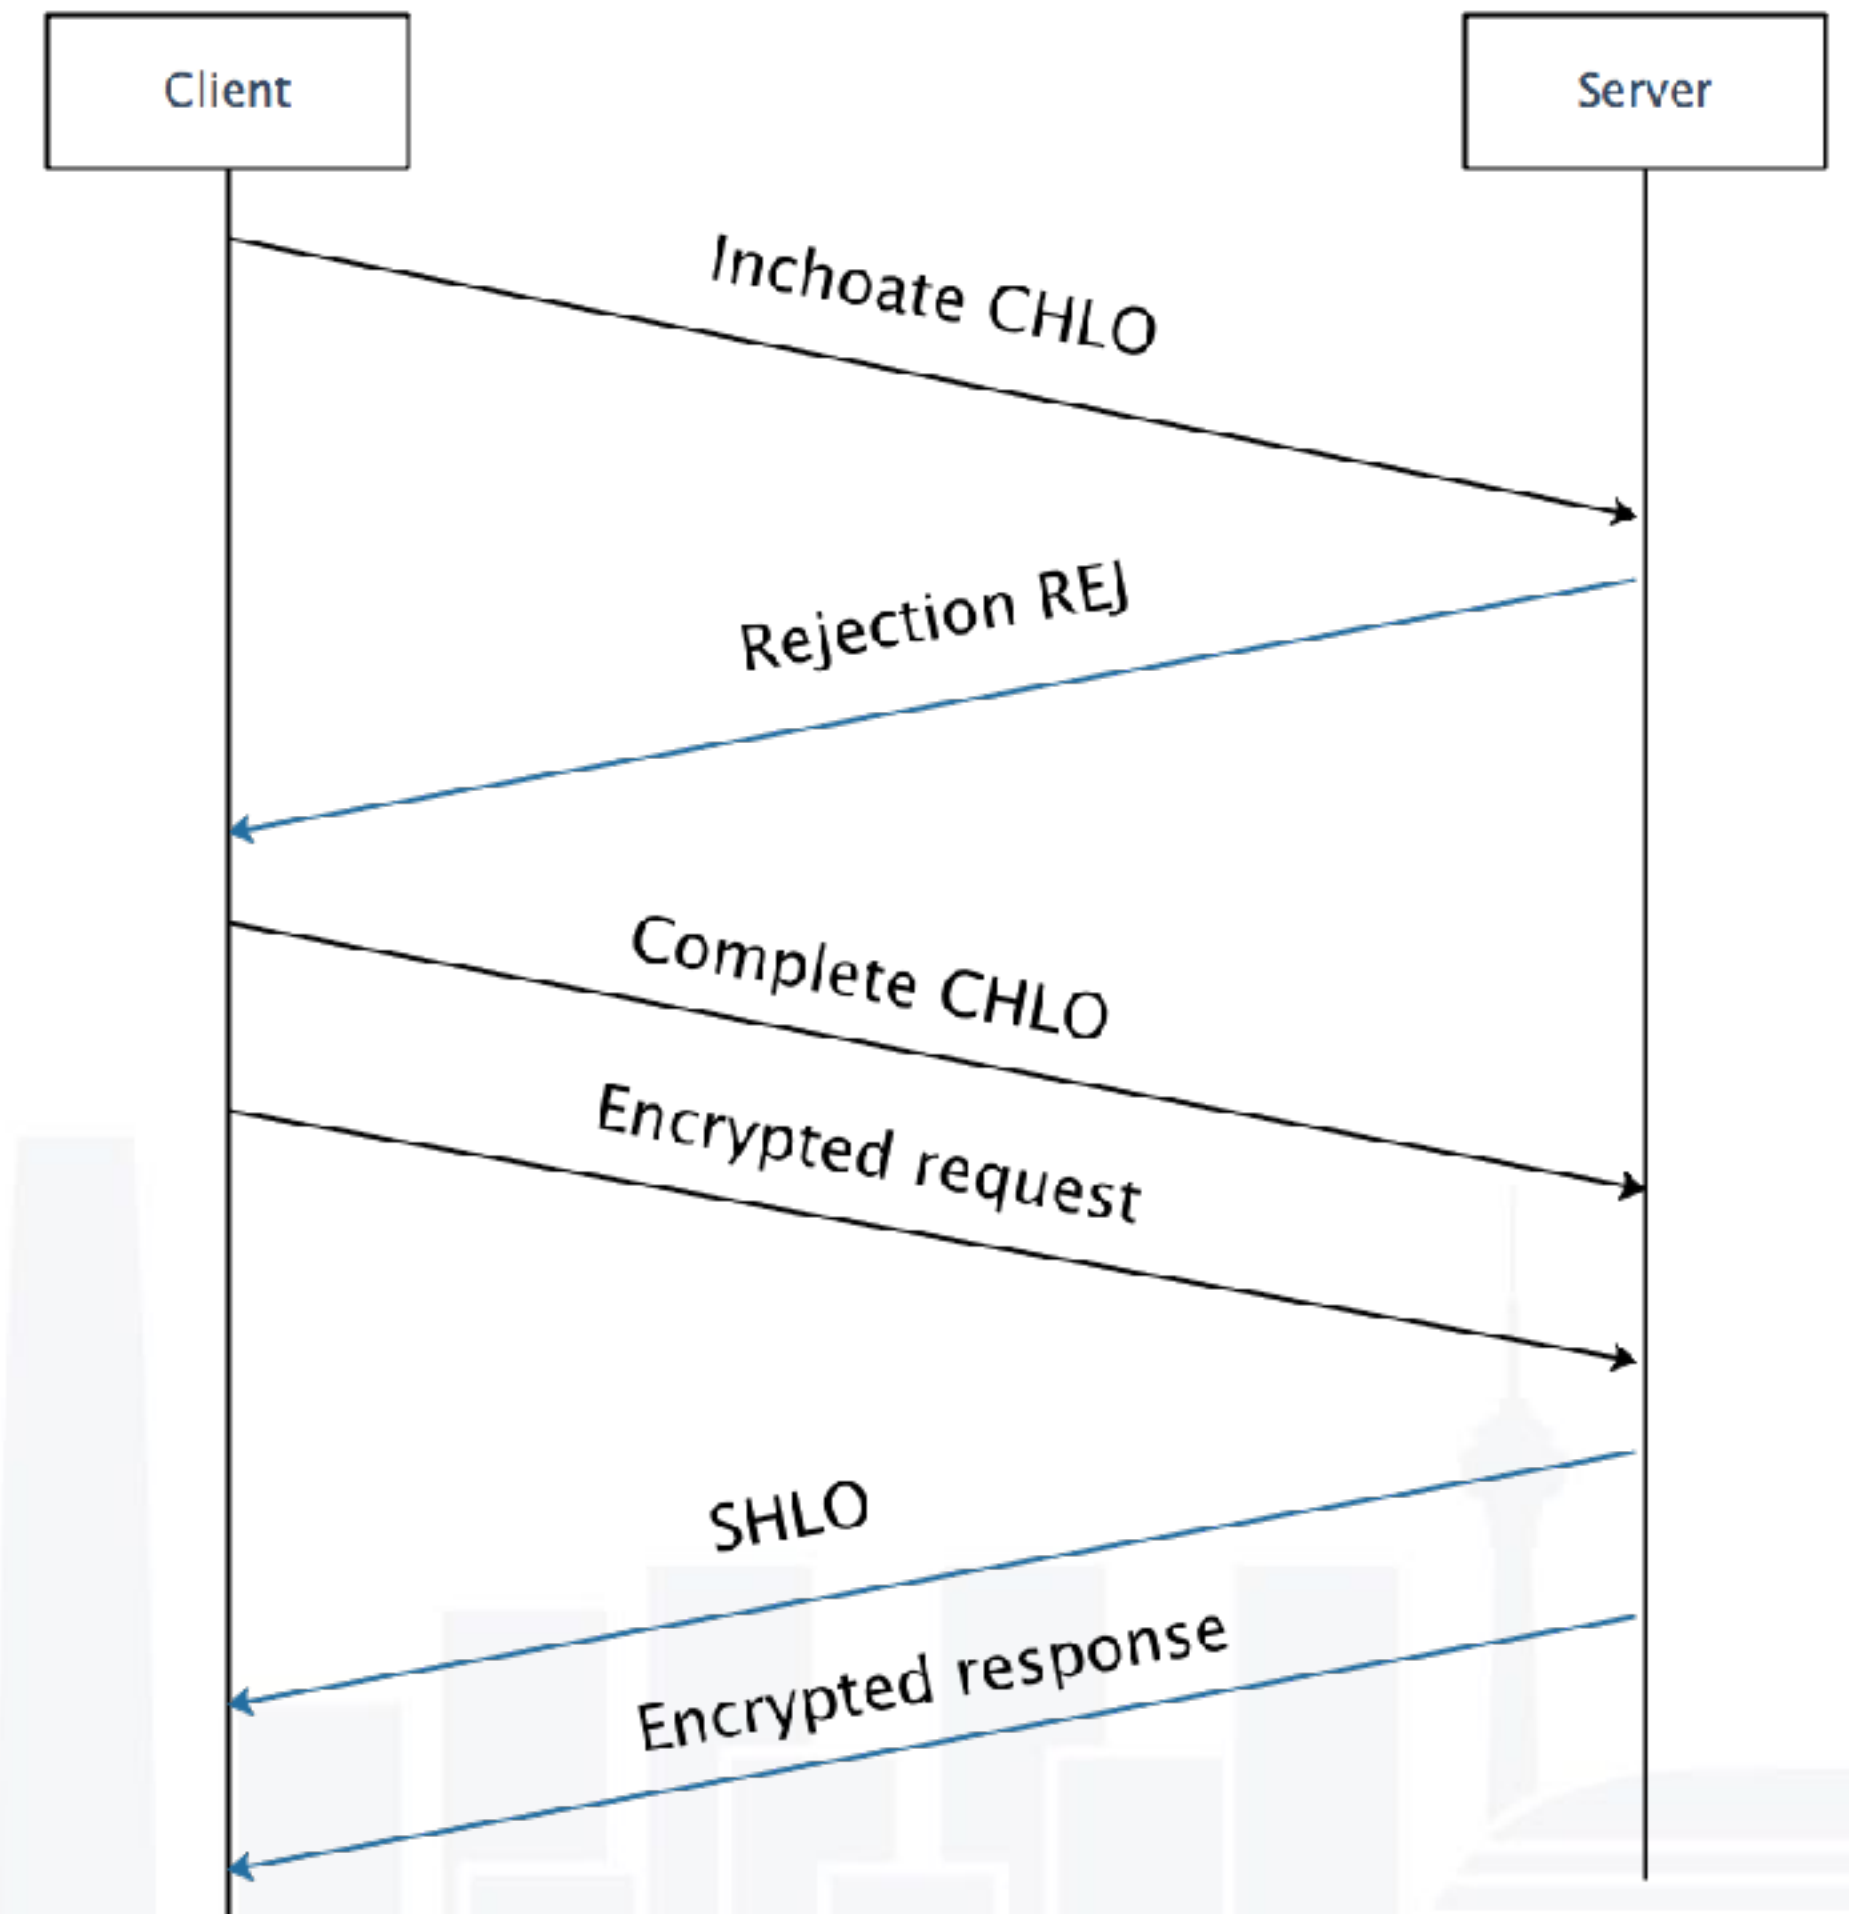 Client
Server
Inchoate CHLO
Rejection REJ
Complete CHLO
Encrypted request
SHLO
Encrypted response